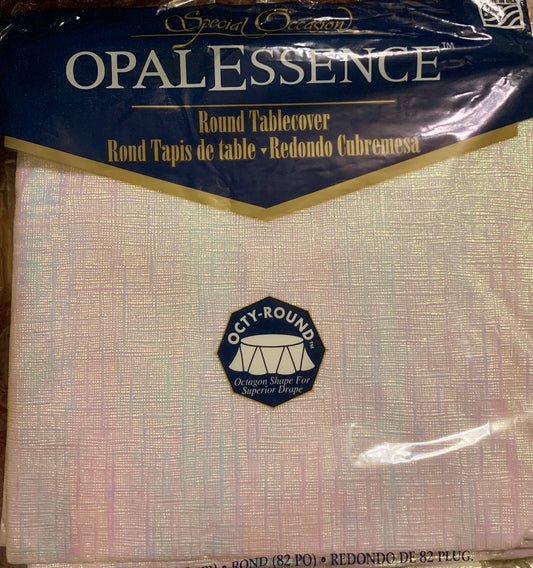 Special Occasion
OPALESSENCE™
Round Tablecover
Rond Tapis de table ▾ Redondo Cubremesa
OCTY-ROUND™
Octagon Shape For
Superior Drape
• ROND (82 PO) • REDONDO DE 82 PLUG.